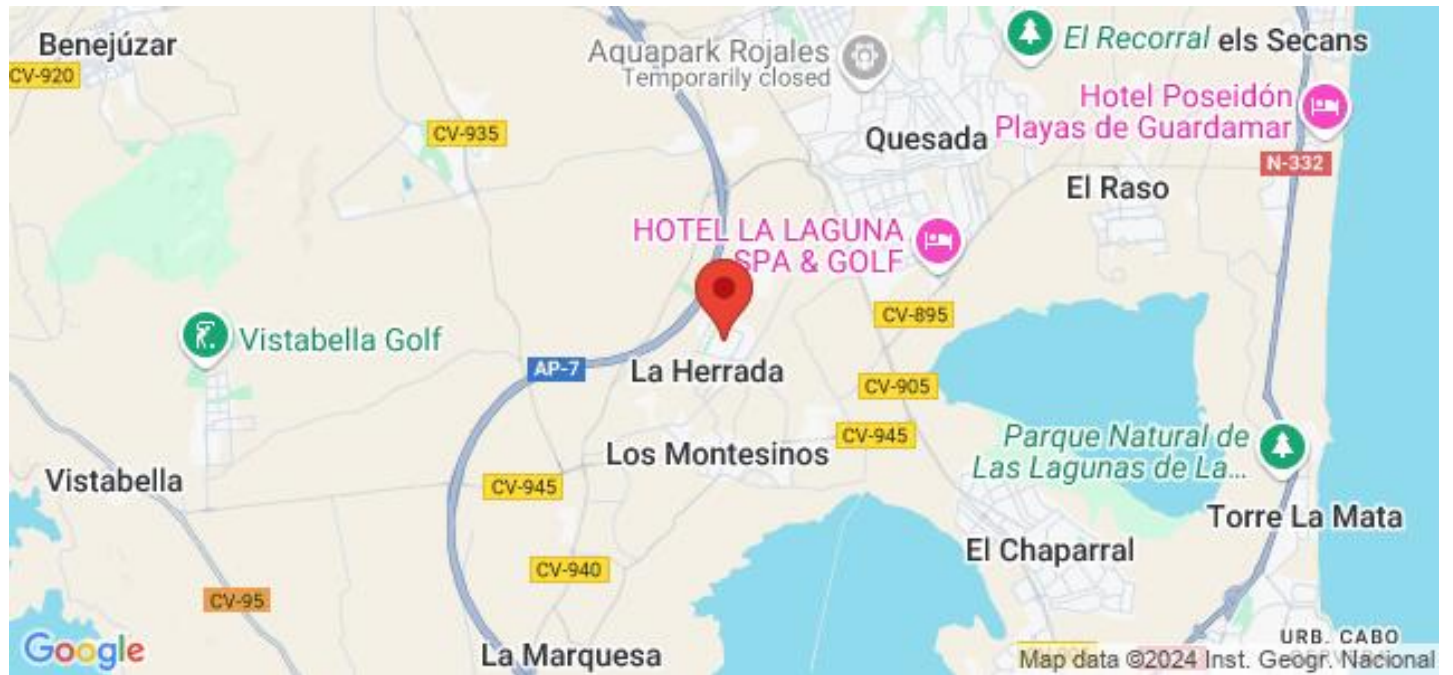 Benejúzar
CV-920
Aquapark Rojales
Temporarily closed
El Recorral
els Secans
Hotel Poseidón
Playas de Guardamar
CV-935
Quesada
N-332
El Raso
HOTEL LA LAGUNA
SPA & GOLF
CV-895
Vistabella Golf
AP-7
La Herrada
CV-905
CV-945
Parque Natural de
Las Lagunas de La...
Los Montesinos
Vistabella
CV-945
Torre La Mata
El Chaparral
CV-940
CV-95
URB. CABO
Google
La Marquesa
Map data ©2024 Inst. Geogr. Nacional